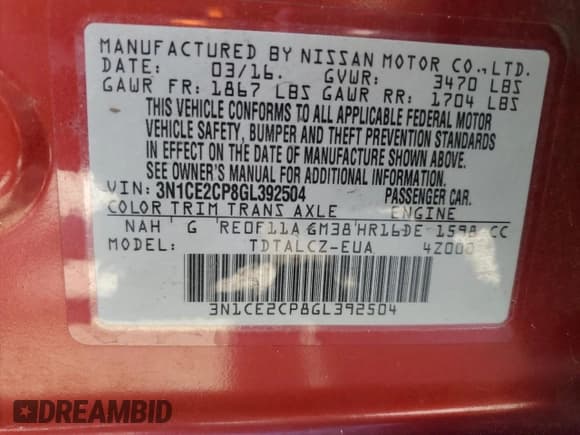 MANUFACTURED BY NISSAN MOTOR CO.,LTD.
DATE: 03/16. GVWR: 3470 LBS
GAWR FR: 1867 LBS GAWR RR: 1704 LBS
THIS VEHICLE CONFORMS TO ALL APPLICABLE FEDERAL MOTOR
VEHICLE SAFETY, BUMPER AND THEFT PREVENTION STANDARDS
IN EFFECT ON THE DATE OF MANUFACTURE SHOWN ABOVE.
SEE OWNER'S MANUAL FOR ADDITIONAL INFORMATION.
VIN: 3N1CE2CP8GL392504 PASSENGER CAR.
COLOR TRIM TRANS AXLE ENGINE
NAH G RE0F11A GM38 HR16DE 1598 CC
TDTALCZ-EUA 4Z000
3N1CE2CP8GL392504
DREAMBID